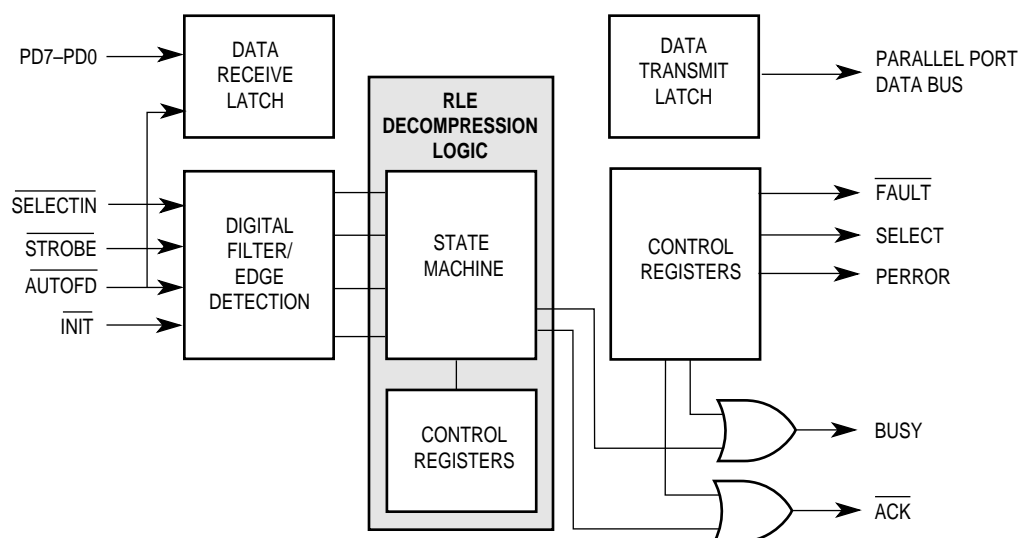 PD7–PD0
DATA
RECEIVE
LATCH
DATA
TRANSMIT
LATCH
PARALLEL PORT
DATA BUS
RLE
DECOMPRESSION
LOGIC
SELECTIN
STROBE
AUTOFD
INIT
DIGITAL
FILTER/
EDGE
DETECTION
STATE
MACHINE
CONTROL
REGISTERS
CONTROL
REGISTERS
FAULT
SELECT
PERROR
BUSY
ACK